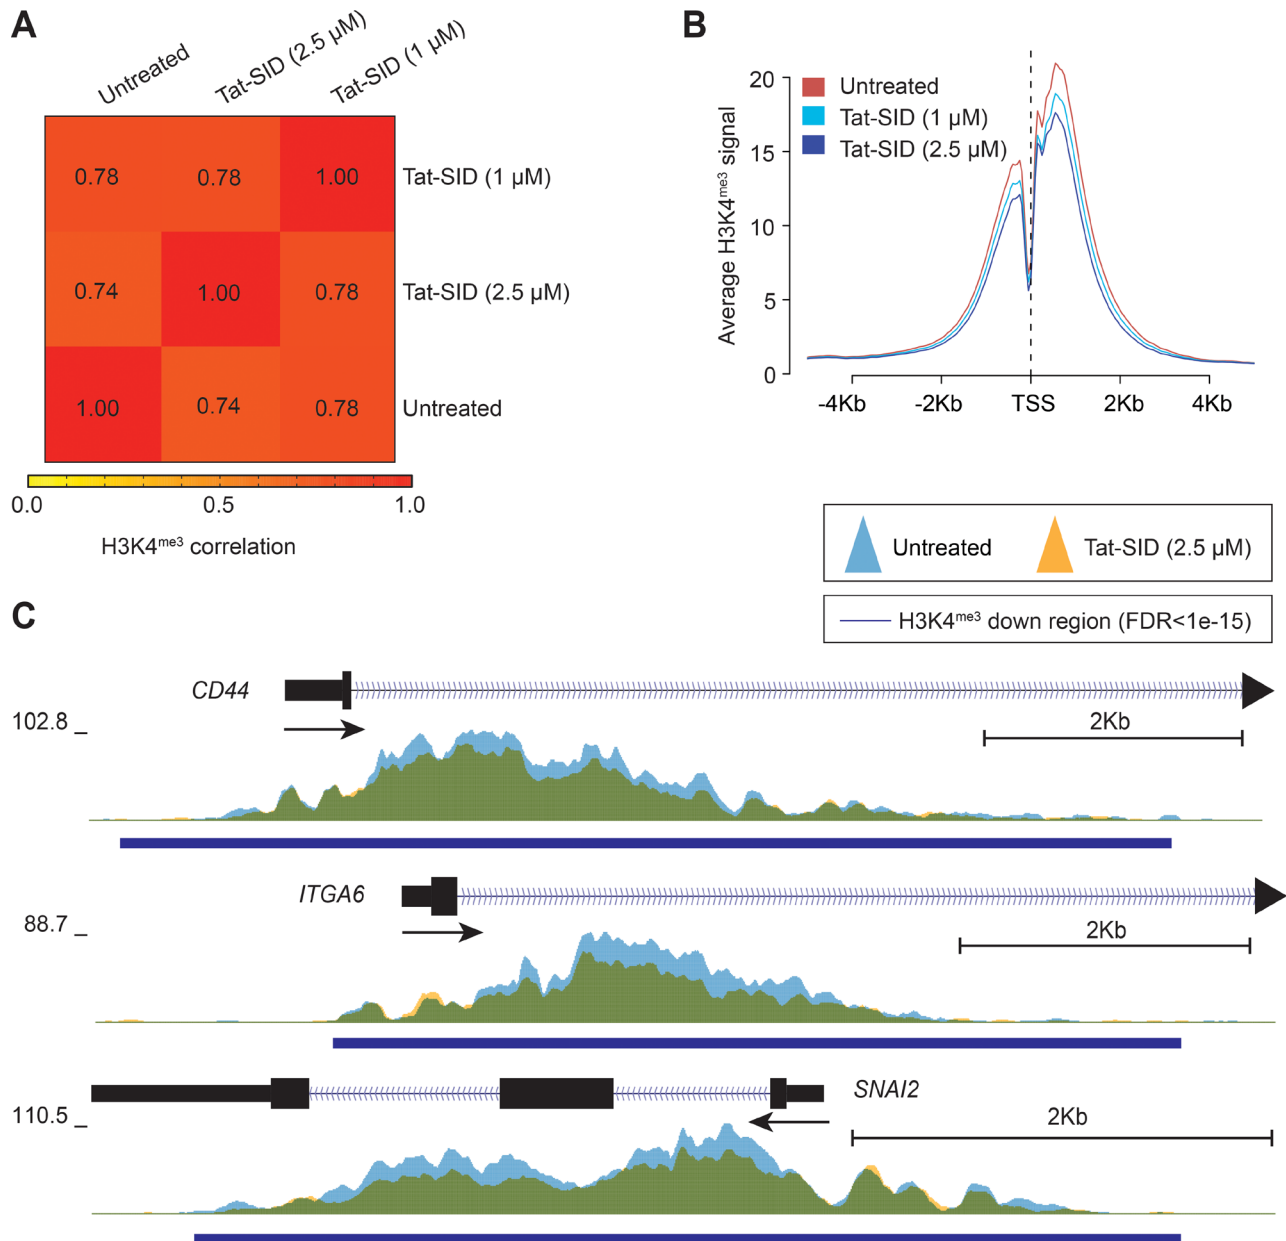 A
Untreated
Tat-SID (2.5 µM)
Tat-SID (1 µM)
0.78 0.78 1.00 Tat-SID (1 µM)
0.74 1.00 0.78 Tat-SID (2.5 µM)
1.00 0.74 0.78 Untreated
0.0 0.5 1.0
H3K4me3 correlation
B
Average H3K4me3 signal
20
15
10
5
0
Untreated
Tat-SID (1 µM)
Tat-SID (2.5 µM)
-4Kb -2Kb TSS 2Kb 4Kb
Untreated Tat-SID (2.5 µM)
H3K4me3 down region (FDR<1e-15)
C
CD44
102.8
2Kb
ITGA6
88.7
2Kb
SNAI2
110.5
2Kb